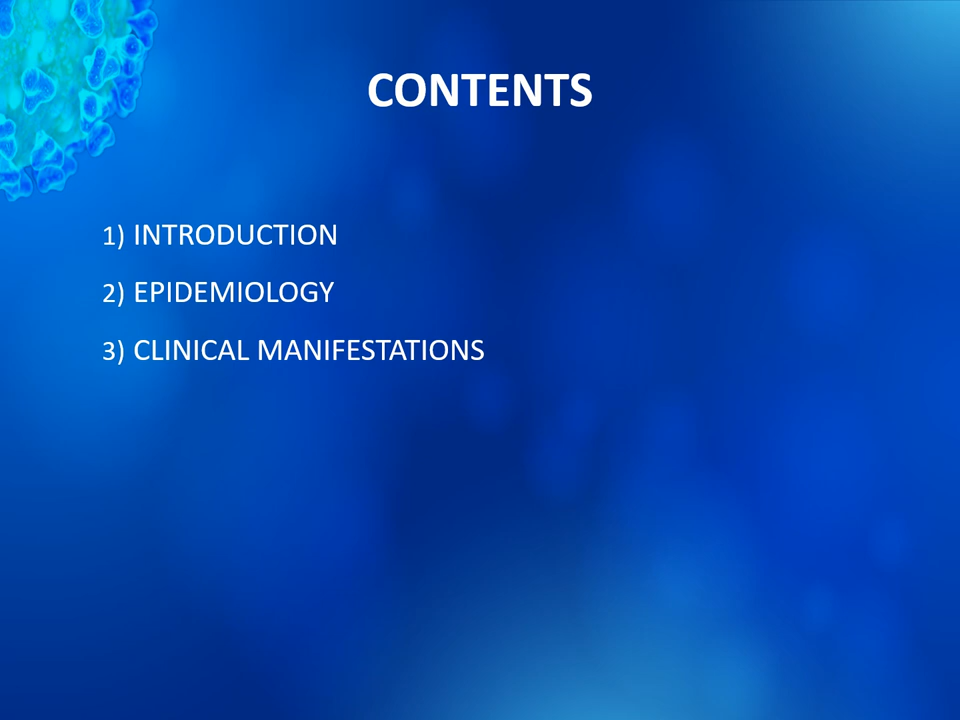 CONTENTS
1) INTRODUCTION
2) EPIDEMIOLOGY
3) CLINICAL MANIFESTATIONS